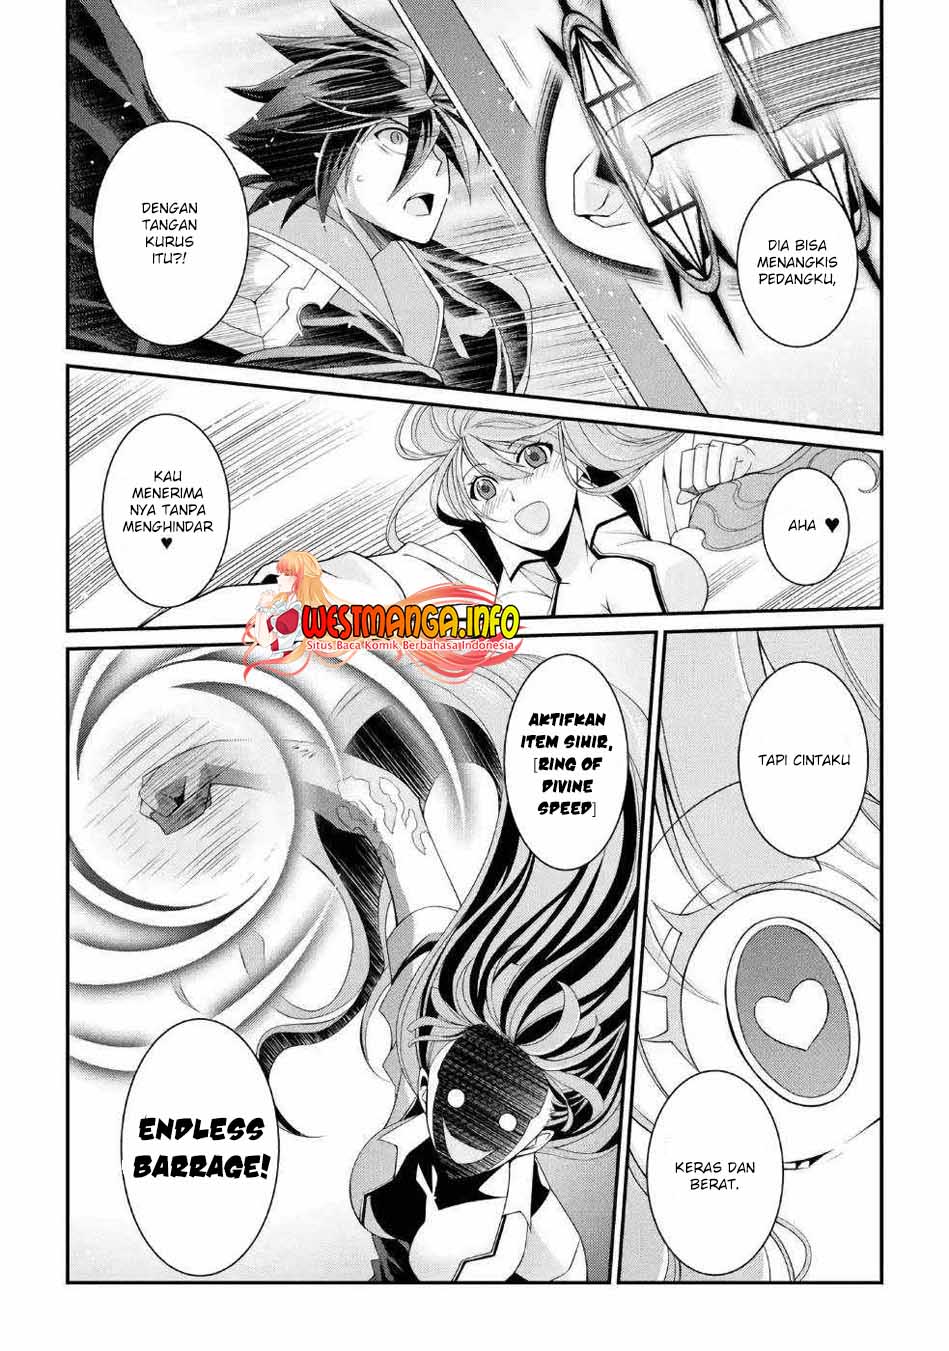 DIA BISA
MENANGKIS
PEDANGKU,
DENGAN
TANGAN
KURUS
ITU?!
AHA ♥
KAU
MENERIMA
NYA TANPA
MENGHINDAR
♥
WESTMANGA.INFO
Situs Baca Komik Berbahasa Indonesia
TAPI CINTAKU
KERAS DAN
BERAT.
AKTIFKAN
ITEM SIHIR,
[RING OF
DIVINE
SPEED]
ENDLESS
BARRAGE!